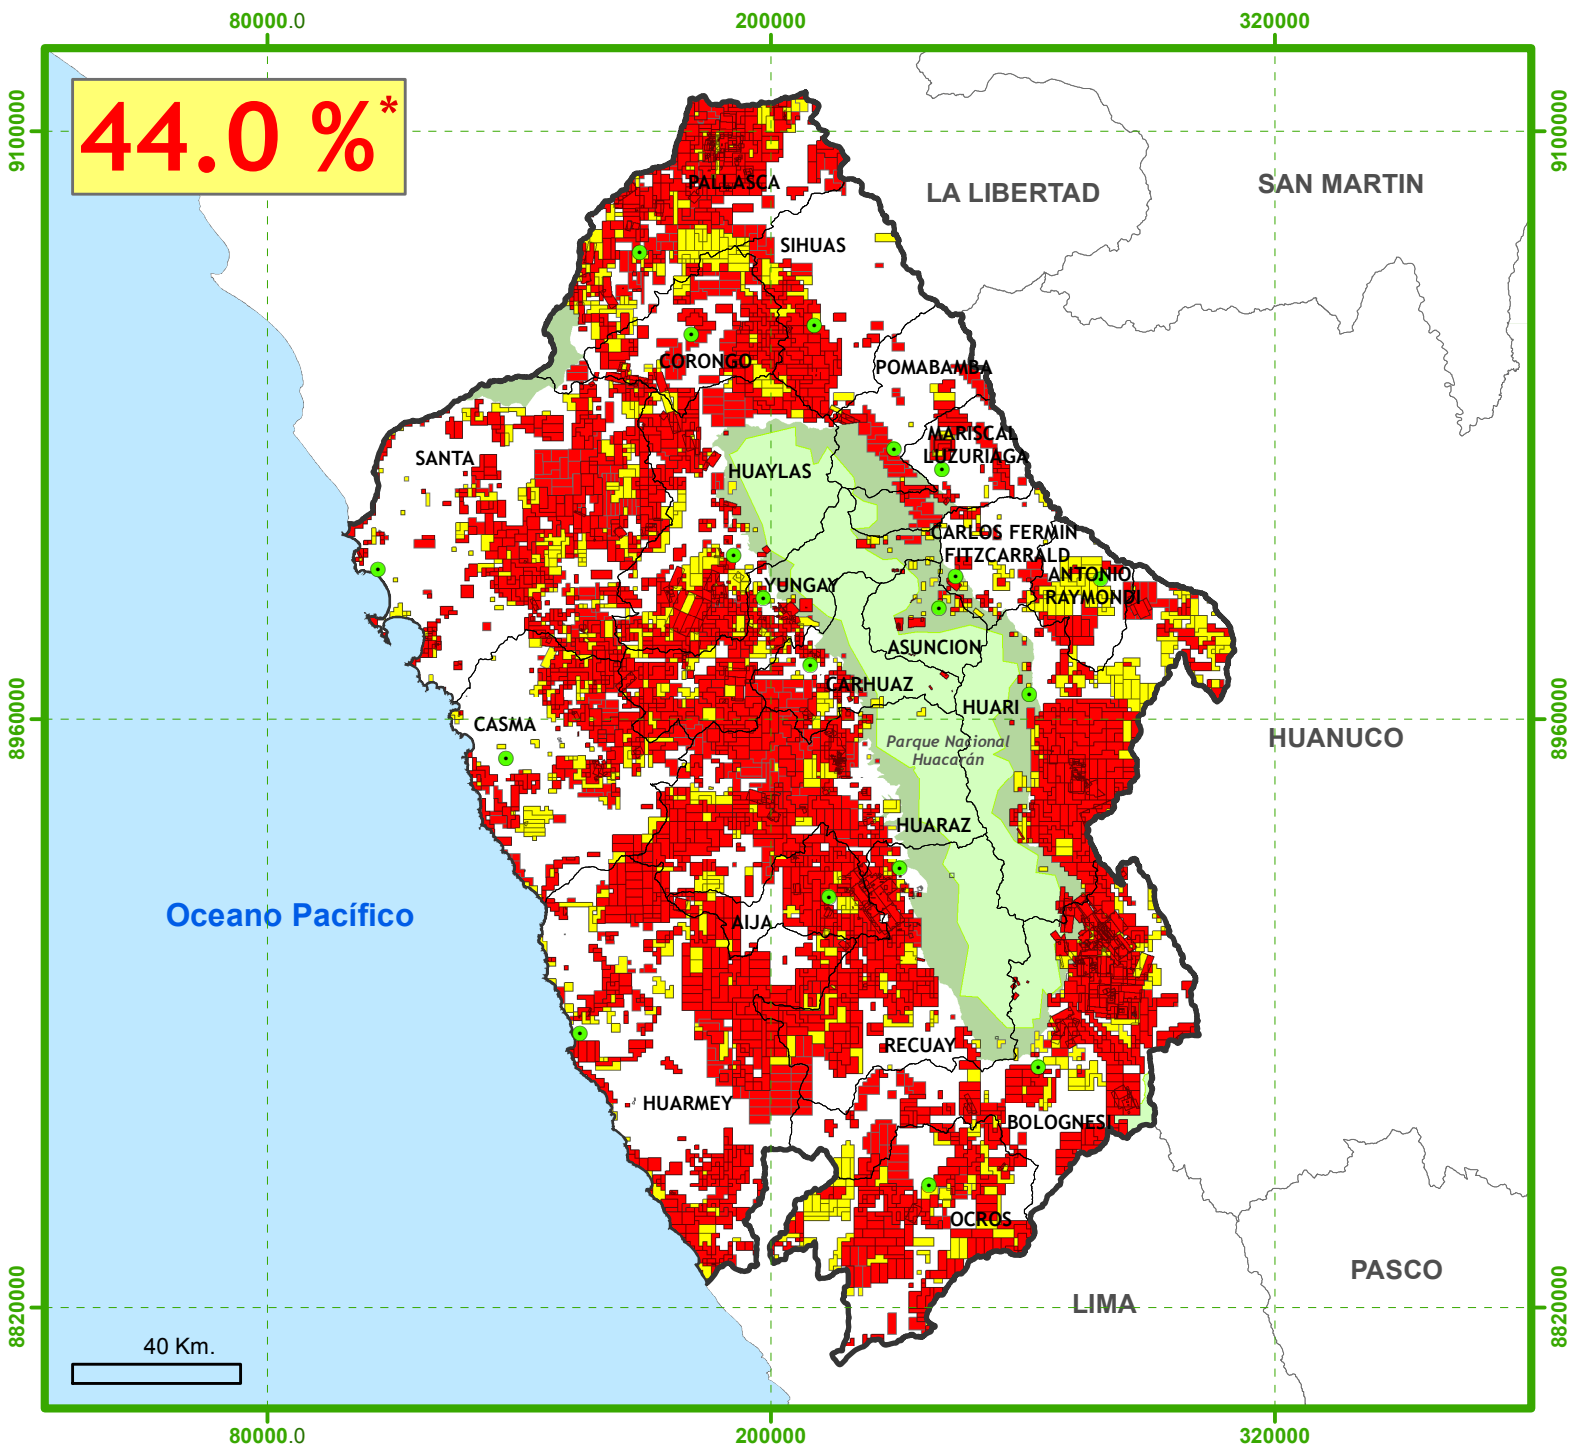 80000.0
200000
320000
9100000
9100000
44.0 %*
PALLASCA
LA LIBERTAD
SAN MARTIN
SIHUAS
CORONGO
POMABAMBA
MARISCAL
LUZURIAGA
SANTA
HUAYLAS
CARLOS FERMIN
FITZCARRALD
ANTONIO
RAYMONDI
YUNGAY
ASUNCION
CARHUAZ
HUARI
8960000
8960000
CASMA
Parque Nacional
Huacarán
HUANUCO
HUARAZ
Oceano Pacífico
AIJA
RECUAY
HUARMEY
BOLOGNESI
OCROS
PASCO
LIMA
8820000
8820000
40 Km.
80000.0
200000
320000